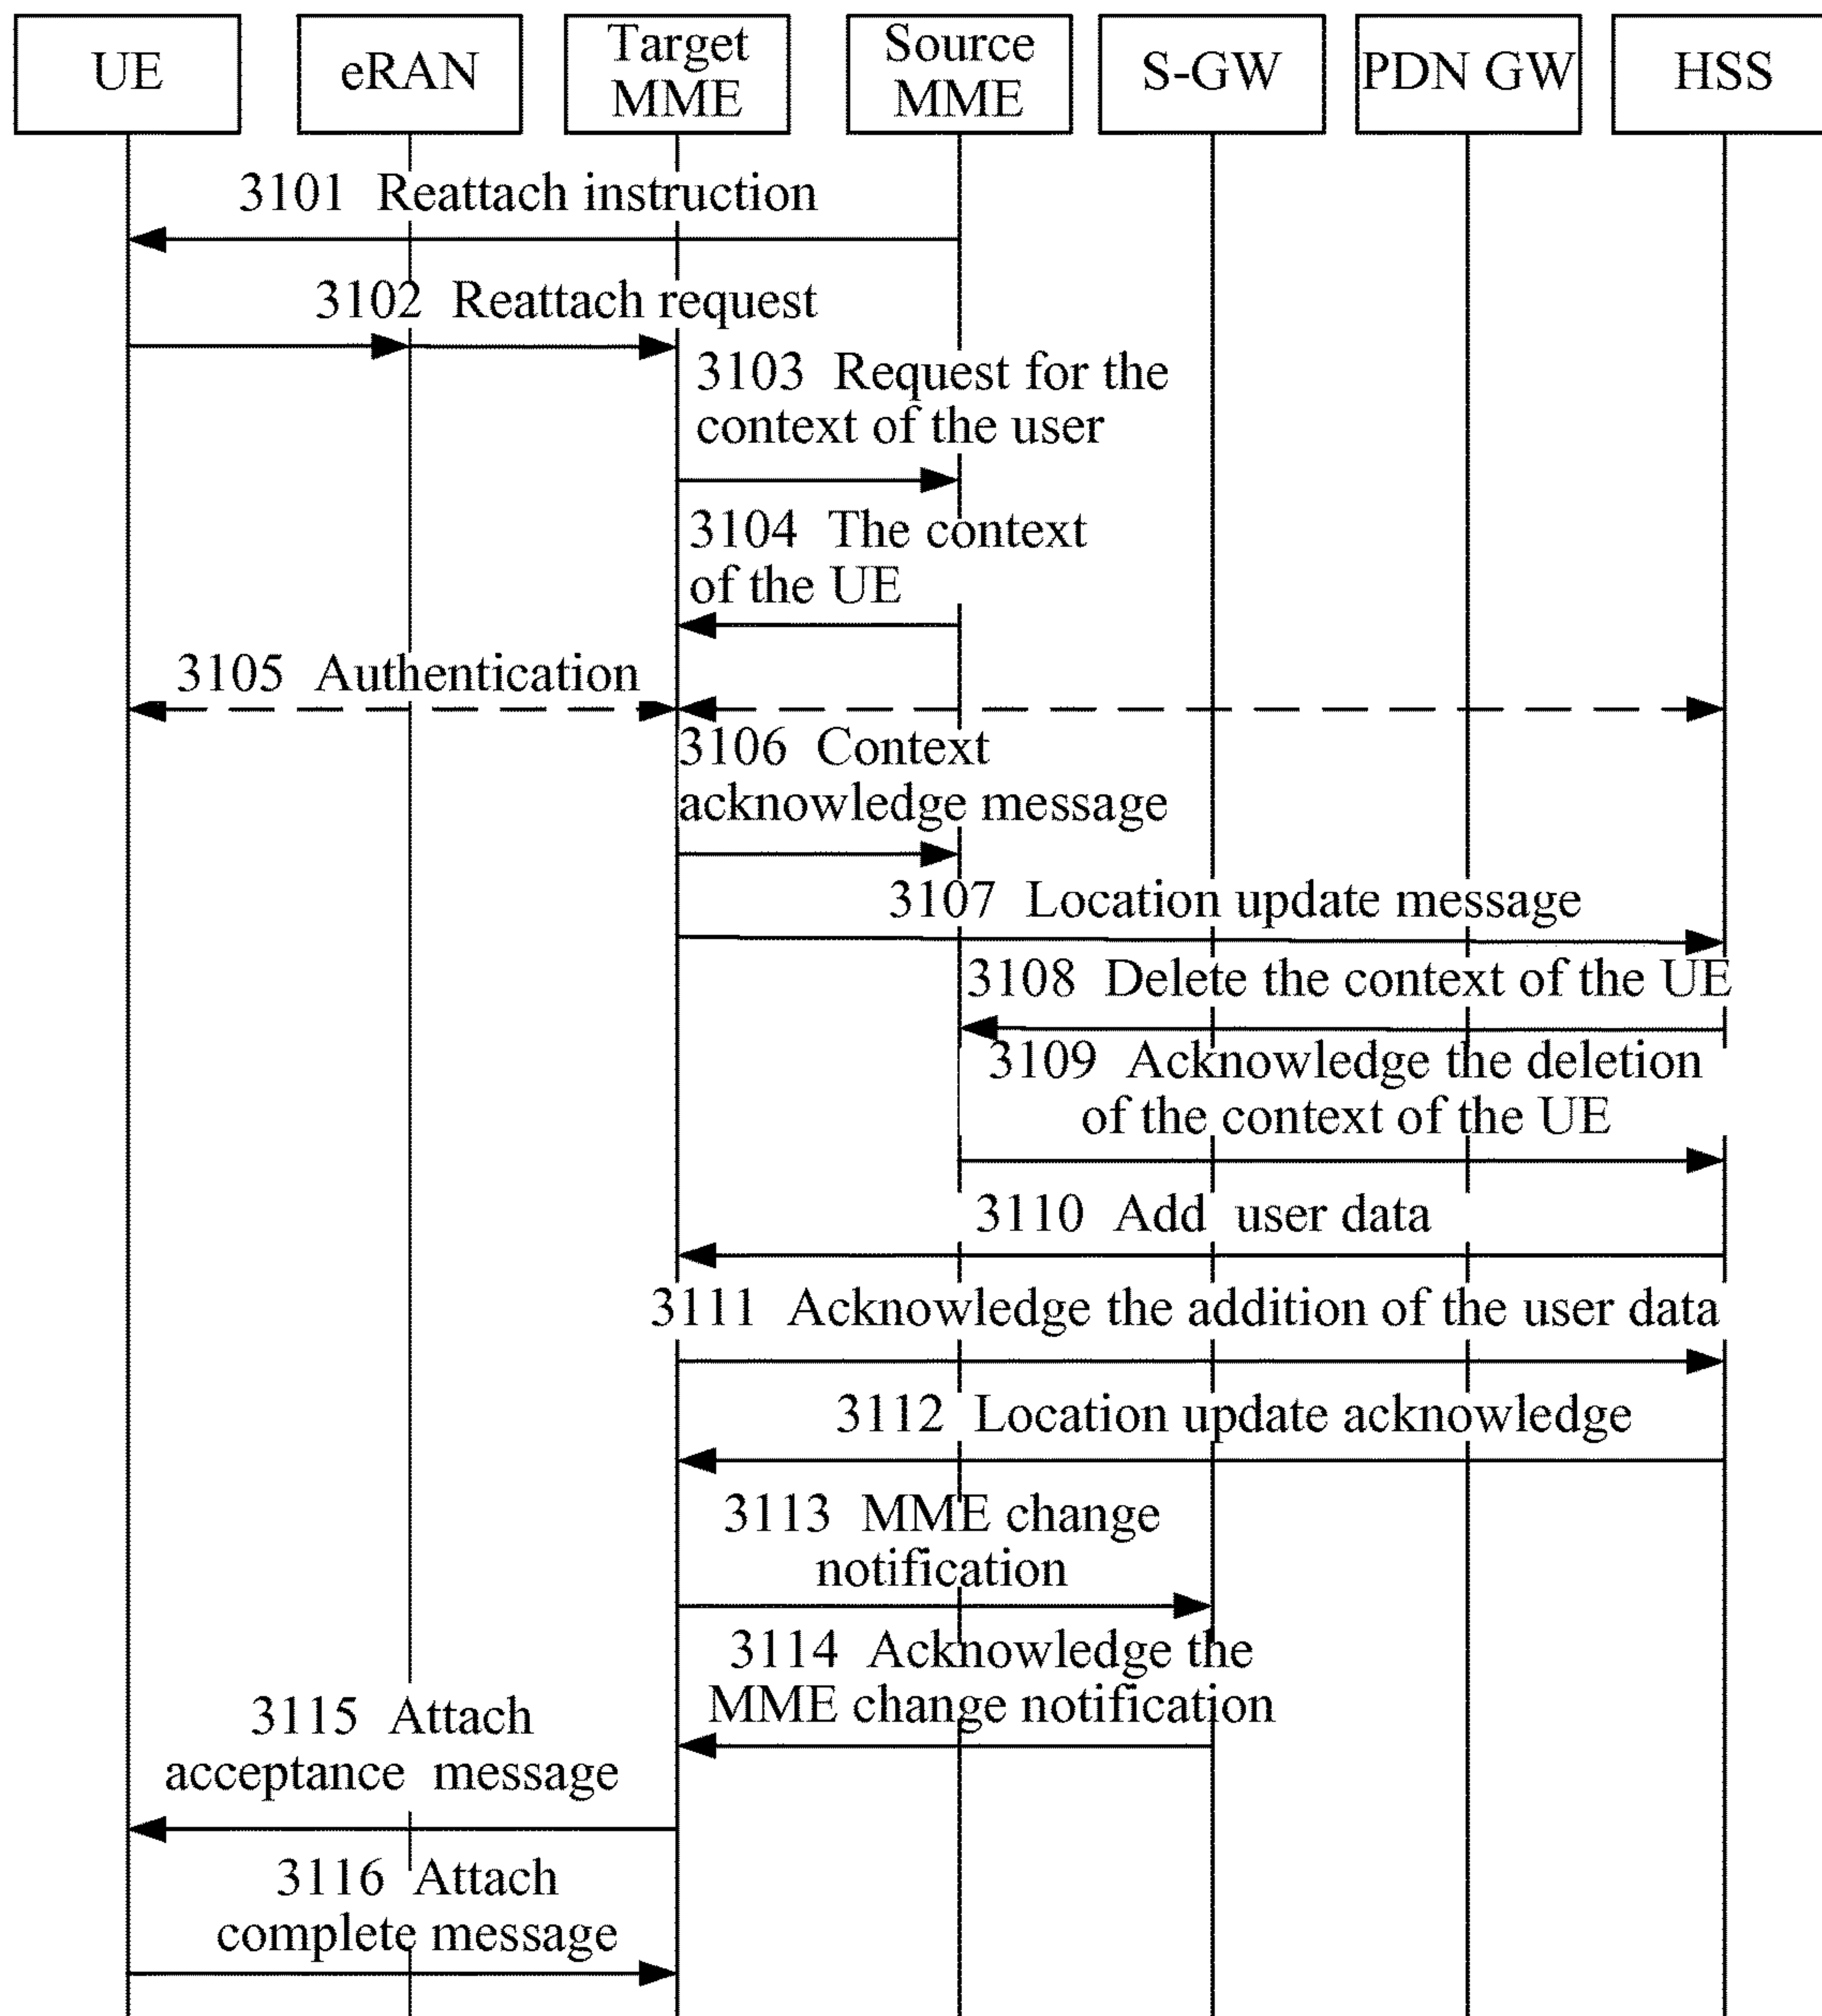 UE
eRAN
Target
MME
Source
MME
S-GW
PDN GW
HSS
3101 Reattach instruction
3102 Reattach request
3103 Request for the
context of the user
3104 The context
of the UE
3105 Authentication
3106 Context
acknowledge message
3107 Location update message
3108 Delete the context of the UE
3109 Acknowledge the deletion
of the context of the UE
3110 Add user data
3111 Acknowledge the addition of the user data
3112 Location update acknowledge
3113 MME change
notification
3114 Acknowledge the
MME change notification
3115 Attach
acceptance message
3116 Attach
complete message